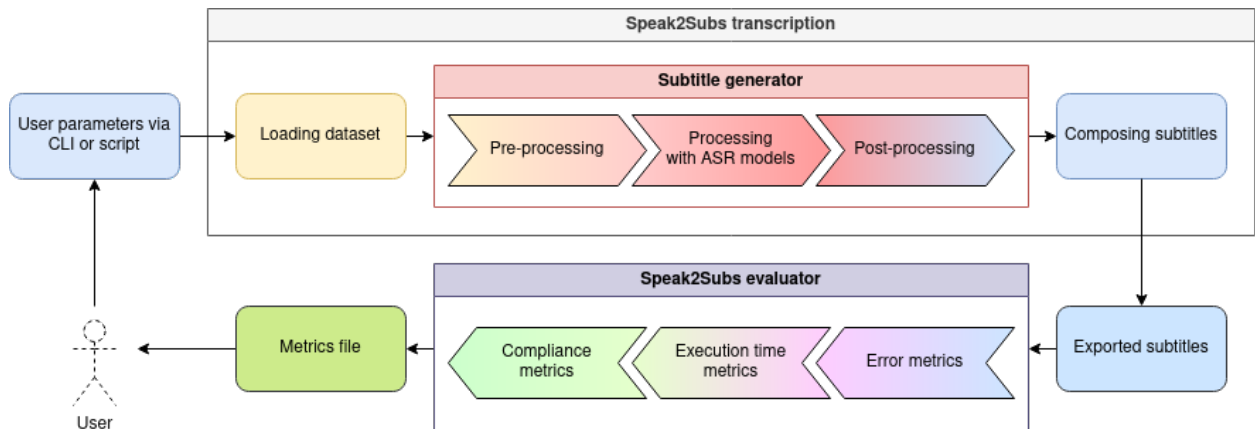 Speak2Subs transcription
Subtitle generator
User parameters via
CLI or script
Loading dataset
Pre-processing
Processing
with ASR models
Post-processing
Composing subtitles
Speak2Subs evaluator
Metrics file
Compliance
metrics
Execution time
metrics
Error metrics
Exported subtitles
User